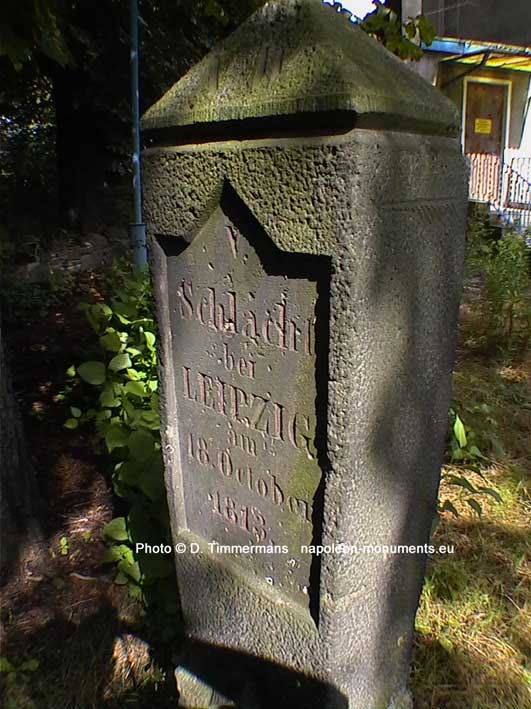 V.
Schlacht
bei
LEIPZIG
am
18. October
1813.
Photo © D. Timmermans napoleon-monuments.eu